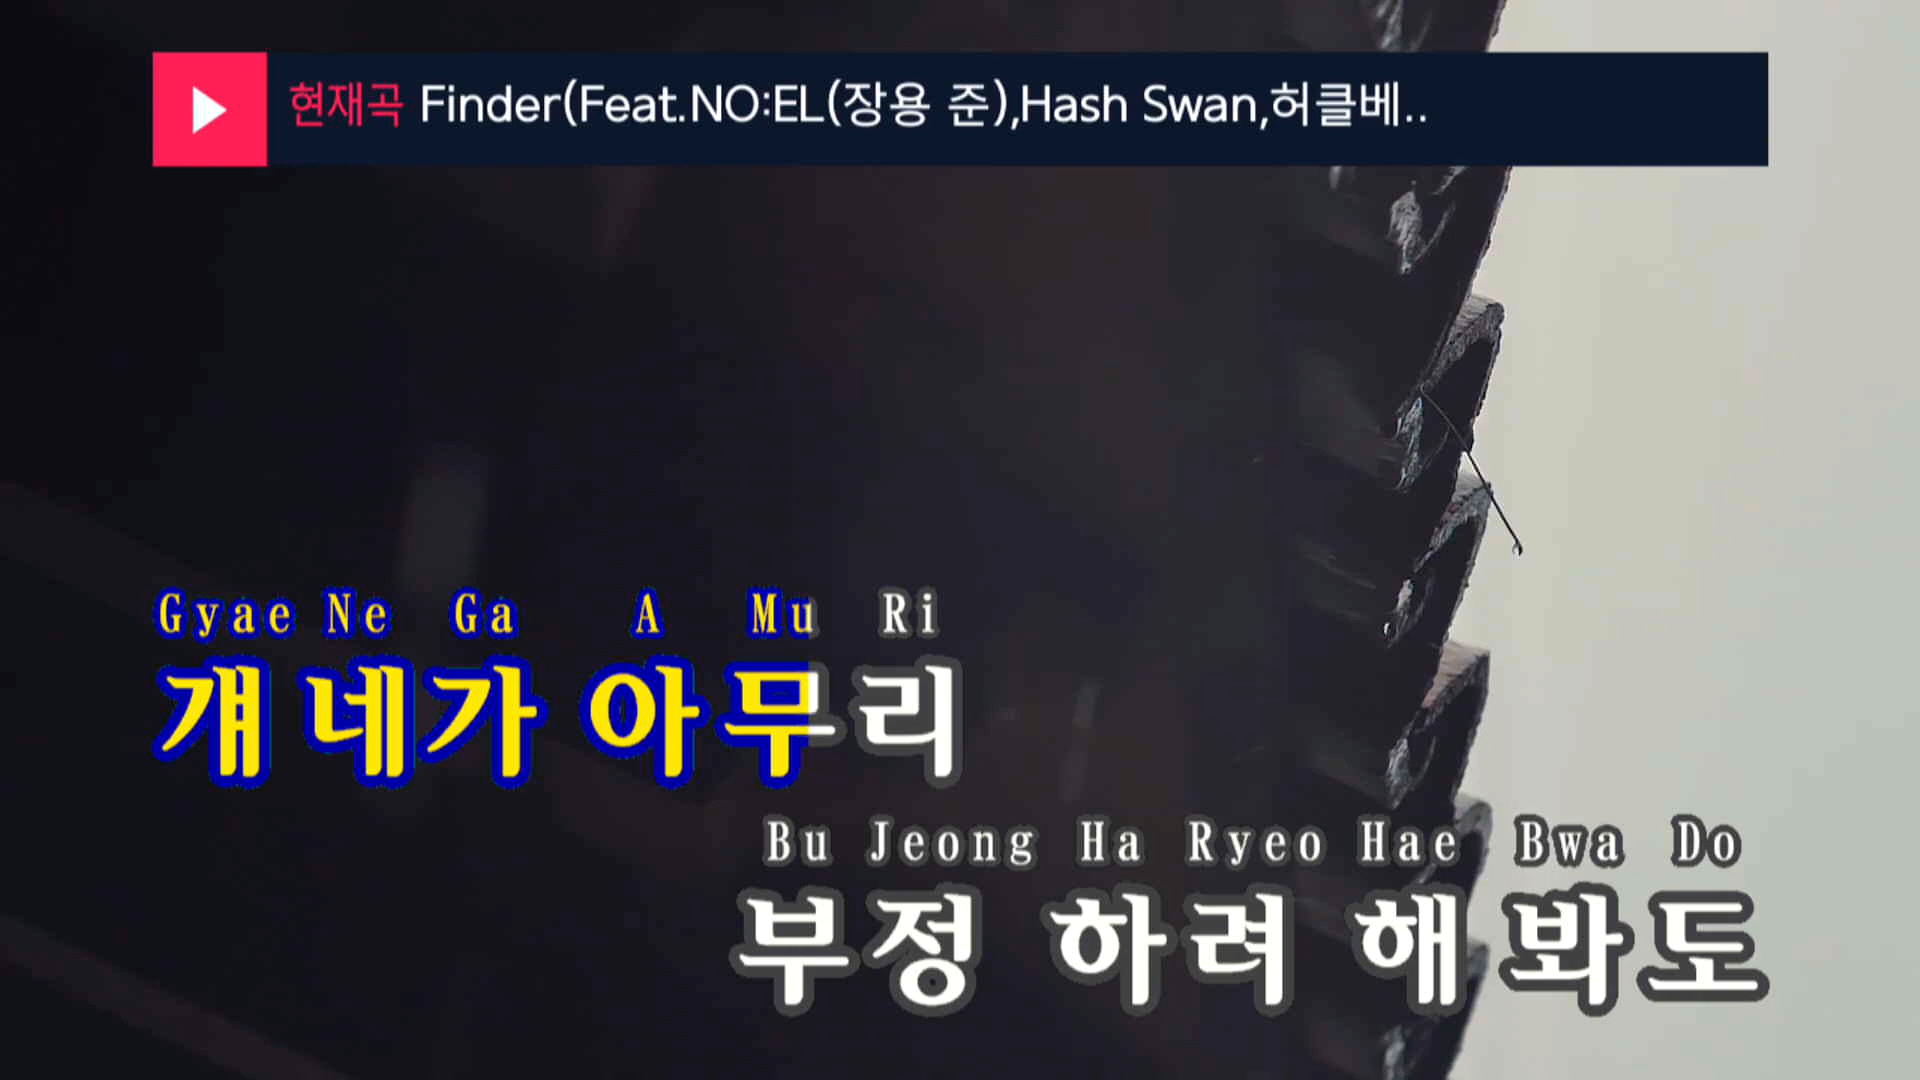 현재곡 Finder(Feat.NO:EL(장용 준),Hash Swan,허클베..
Gyae Ne Ga A Mu Ri
걔네가 아무리
Bu Jeong Ha Ryeo Hae Bwa Do
부정 하려 해 봐도